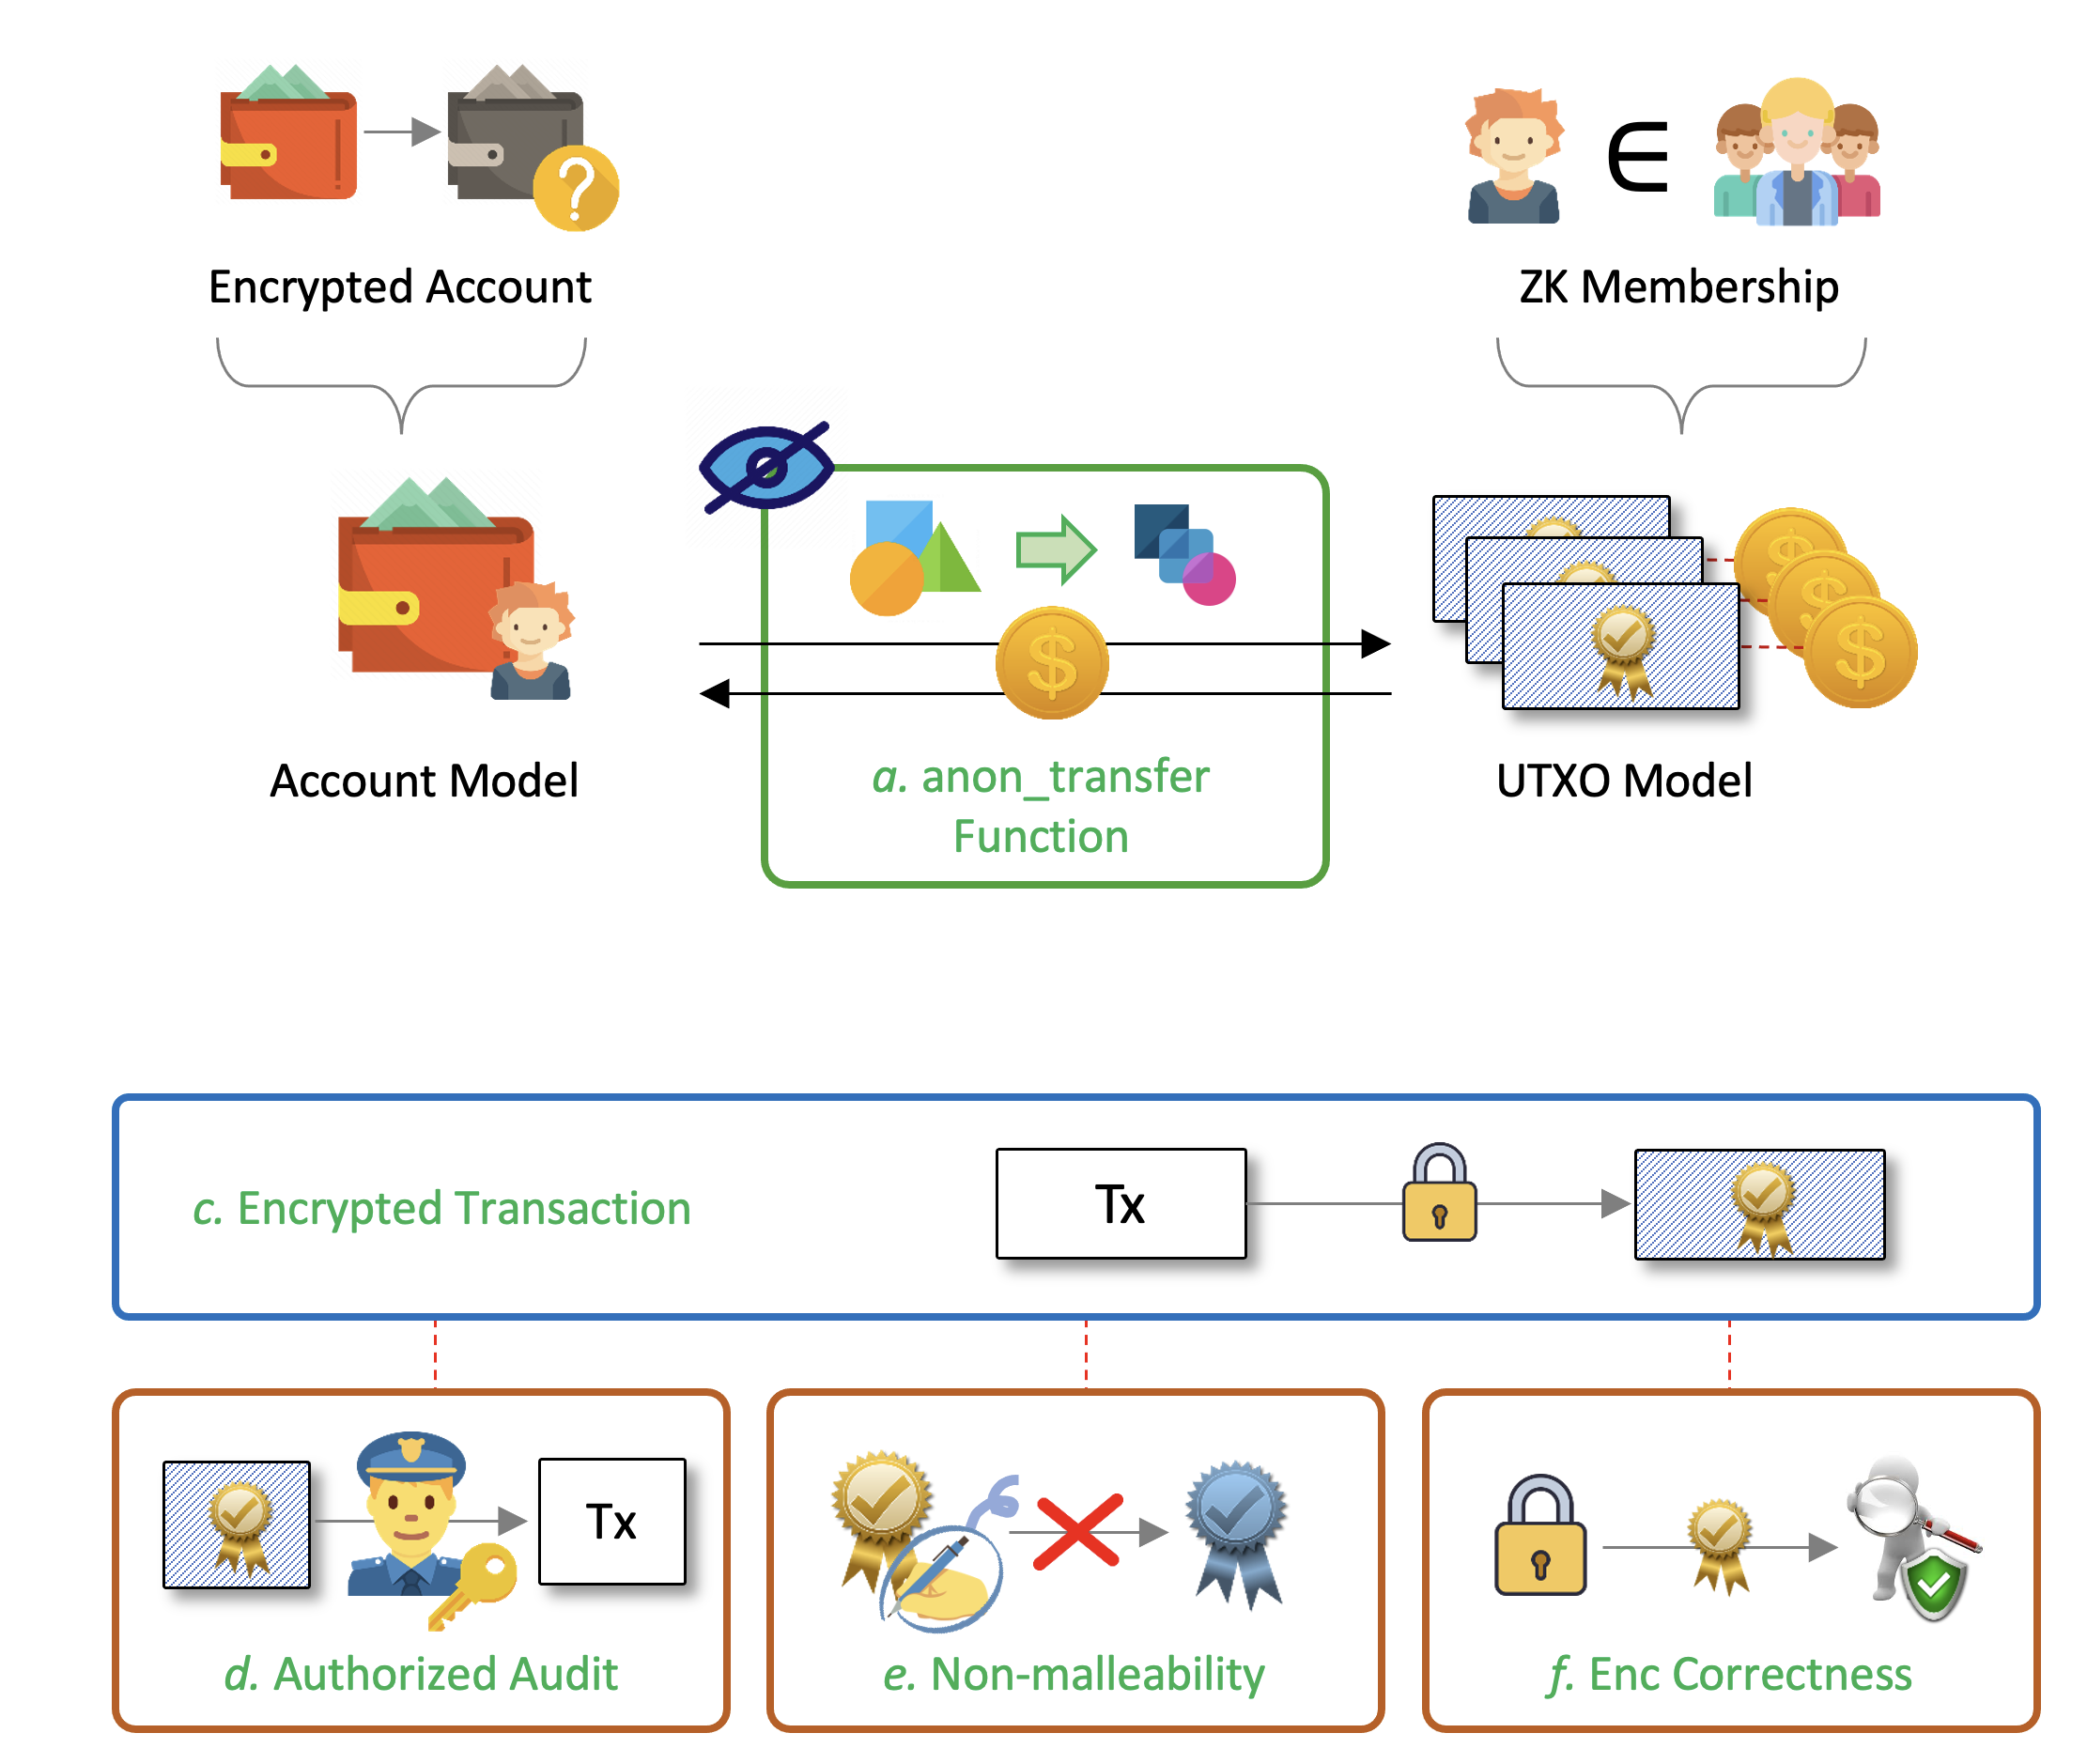 Encrypted Account
ZK Membership
∈
Account Model
a. anon_transfer
Function
UTXO Model
c. Encrypted Transaction
Tx
Tx
d. Authorized Audit
e. Non-malleability
f. Enc Correctness